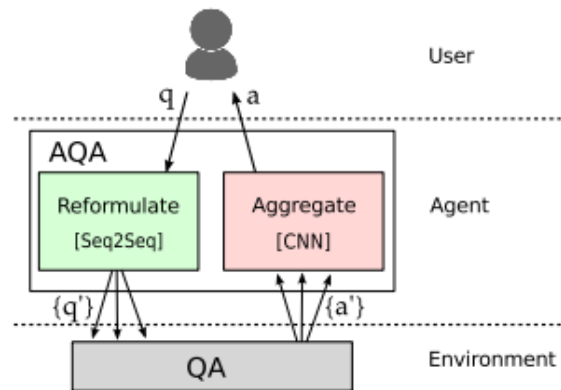 User
q
a
AQA
Reformulate
[Seq2Seq]
Aggregate
[CNN]
Agent
{q'}
{a'}
QA
Environment